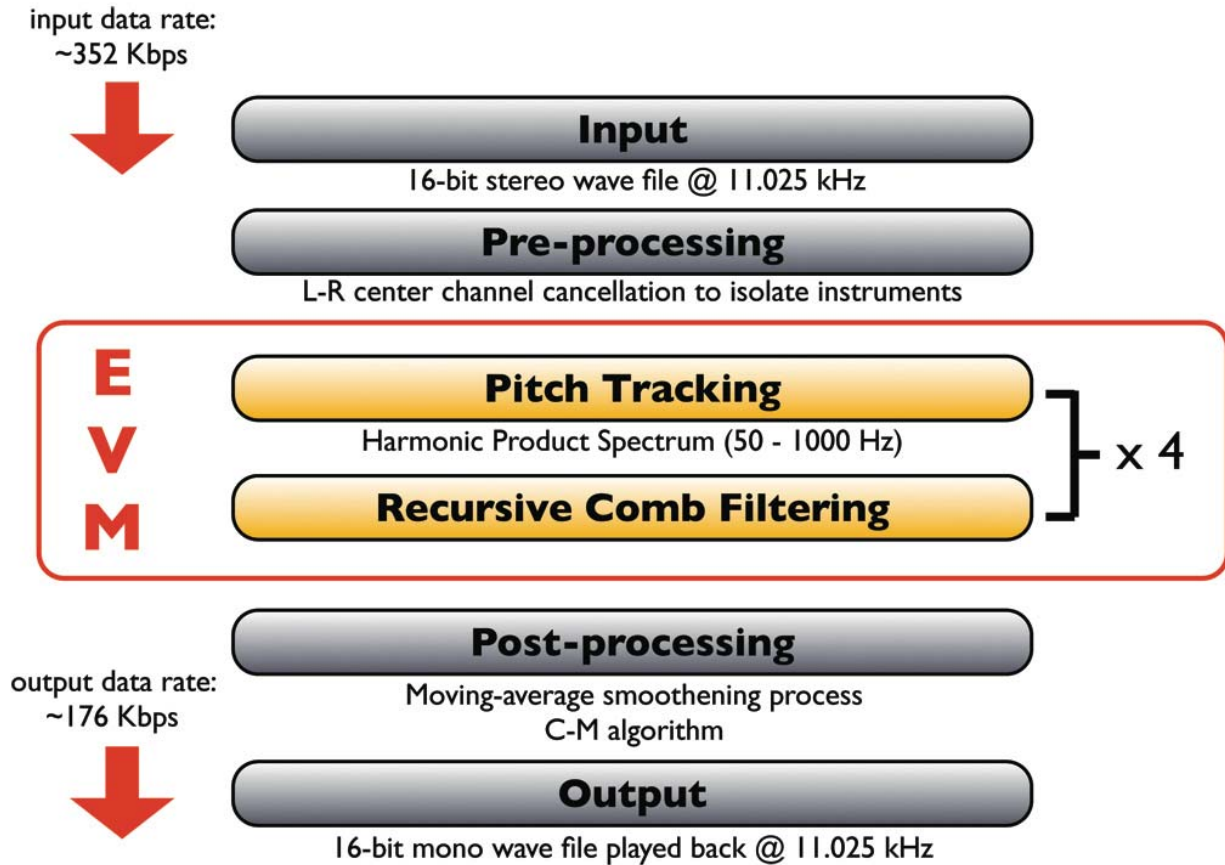 input data rate:
~352 Kbps
Input
16-bit stereo wave file @ 11.025 kHz
Pre-processing
L-R center channel cancellation to isolate instruments
E
V
M
Pitch Tracking
Harmonic Product Spectrum (50 - 1000 Hz)
Recursive Comb Filtering
x 4
Post-processing
Moving-average smoothening process
C-M algorithm
output data rate:
~176 Kbps
Output
16-bit mono wave file played back @ 11.025 kHz